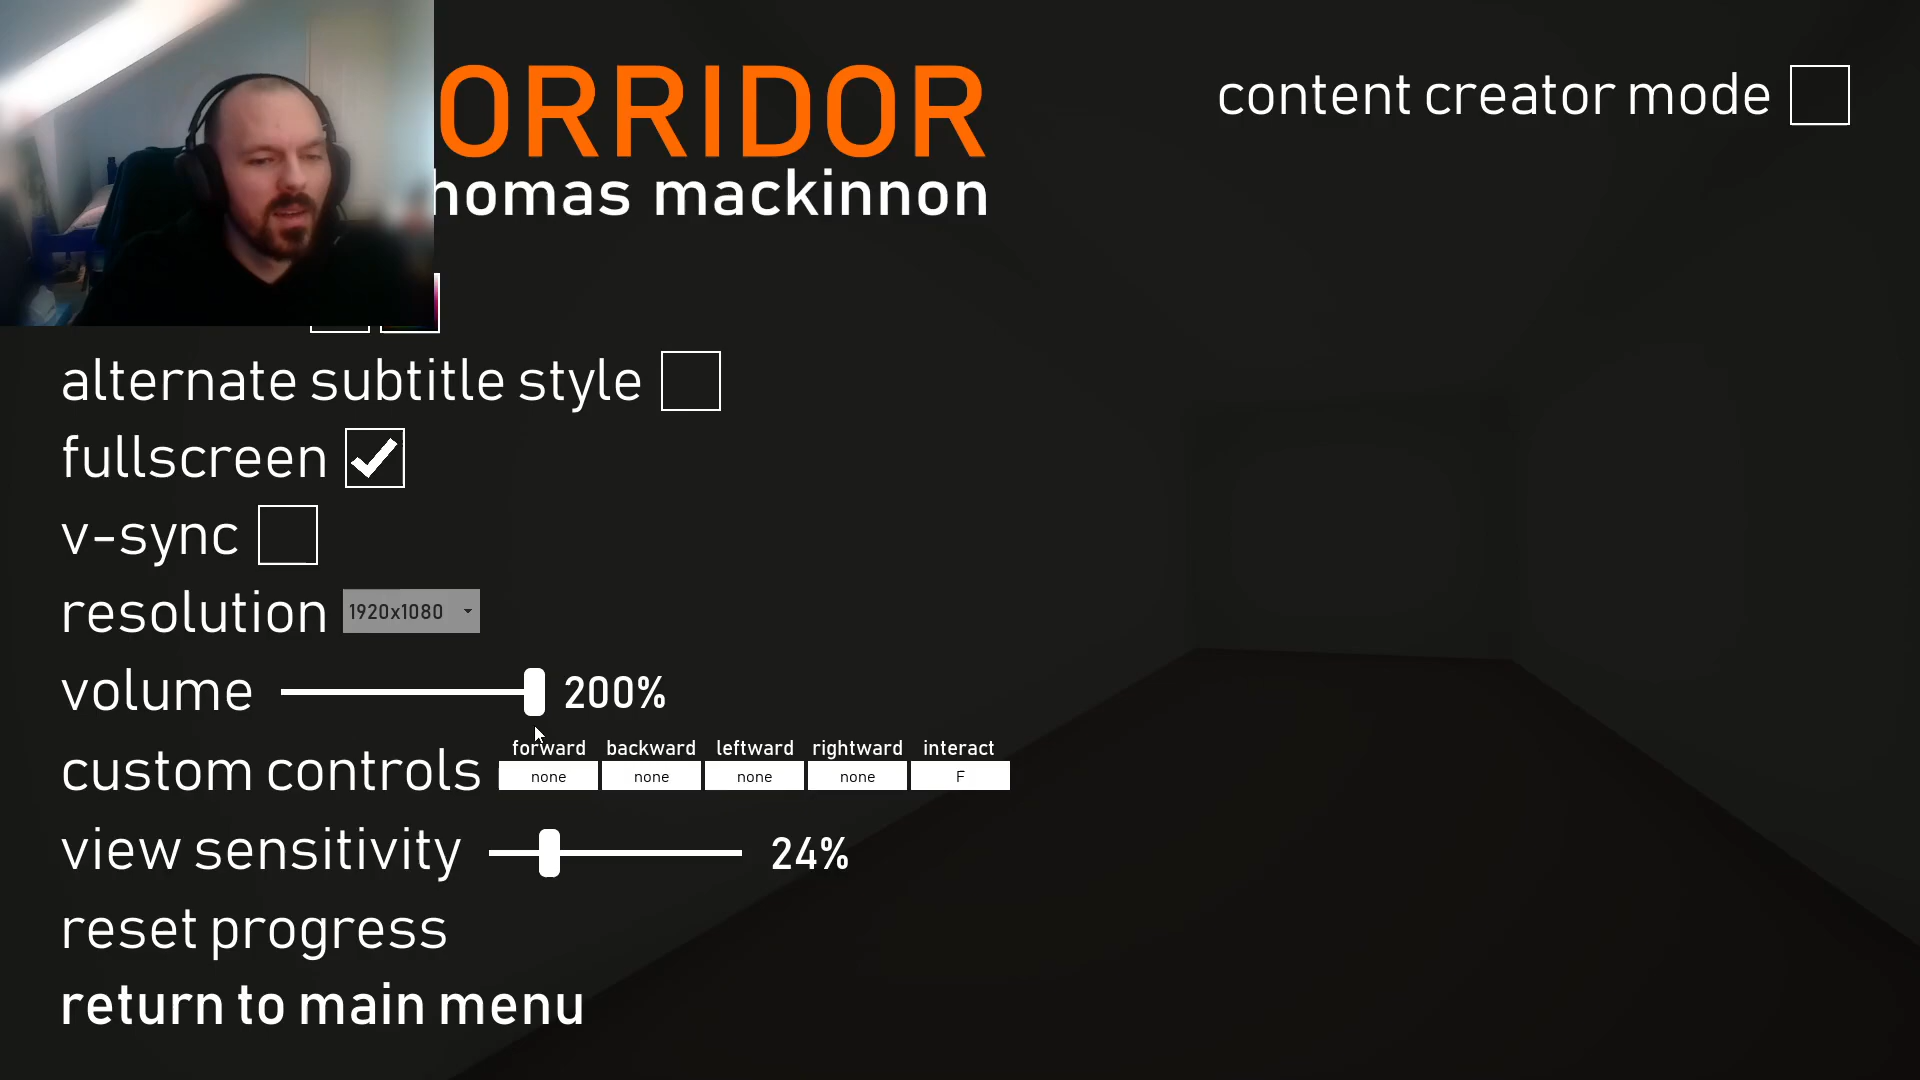 ORRIDOR
homas mackinnon
content creator mode
alternate subtitle style
fullscreen
v-sync
resolution 1920x1080
volume 200%
forward backward leftward rightward interact
custom controls none none none none F
view sensitivity 24%
reset progress
return to main menu